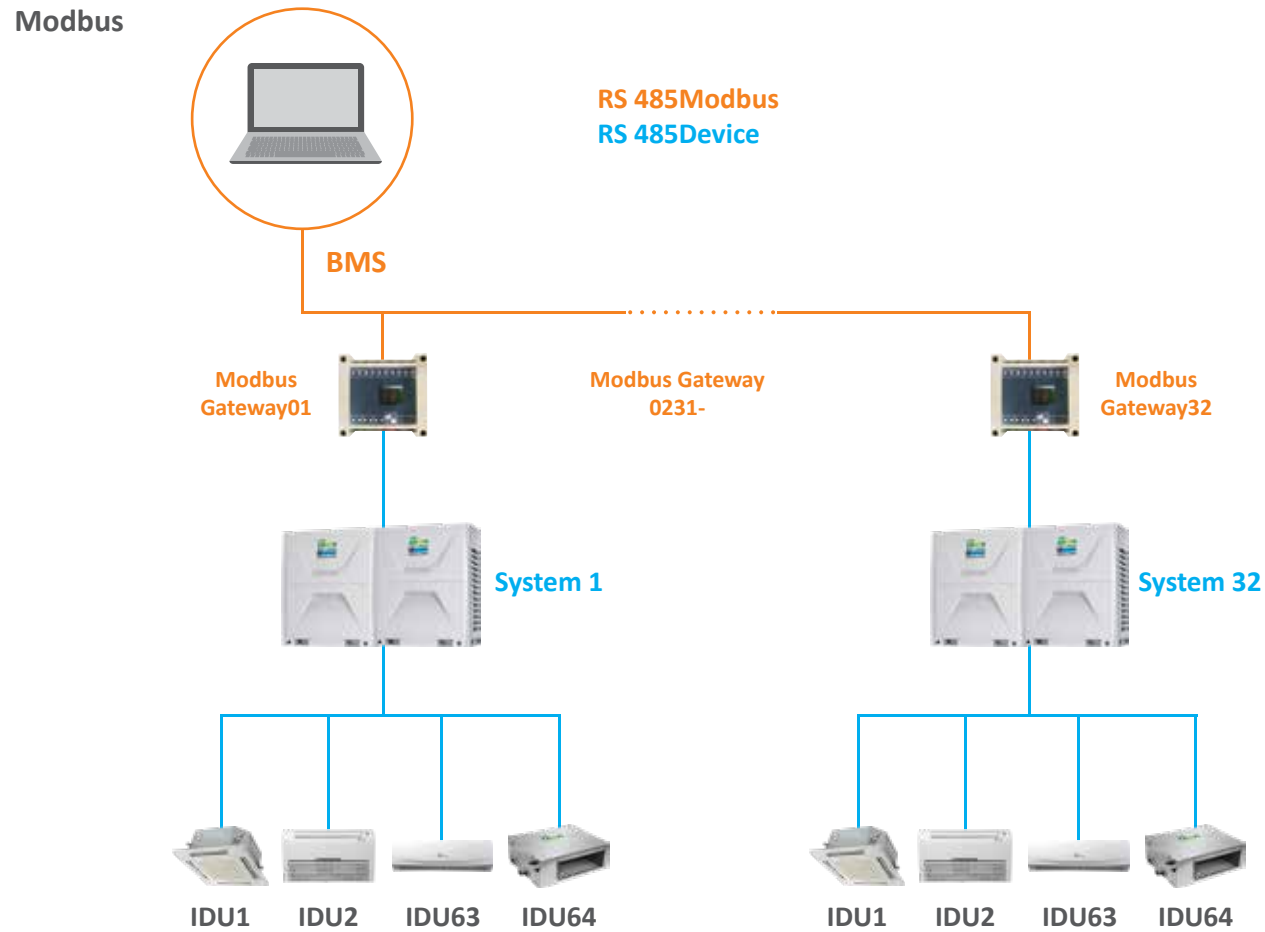 Modbus
RS 485Modbus
RS 485Device
BMS
Modbus
Gateway01
Modbus Gateway
0231-
Modbus
Gateway32
System 1
System 32
IDU1
IDU2
IDU63
IDU64
IDU1
IDU2
IDU63
IDU64